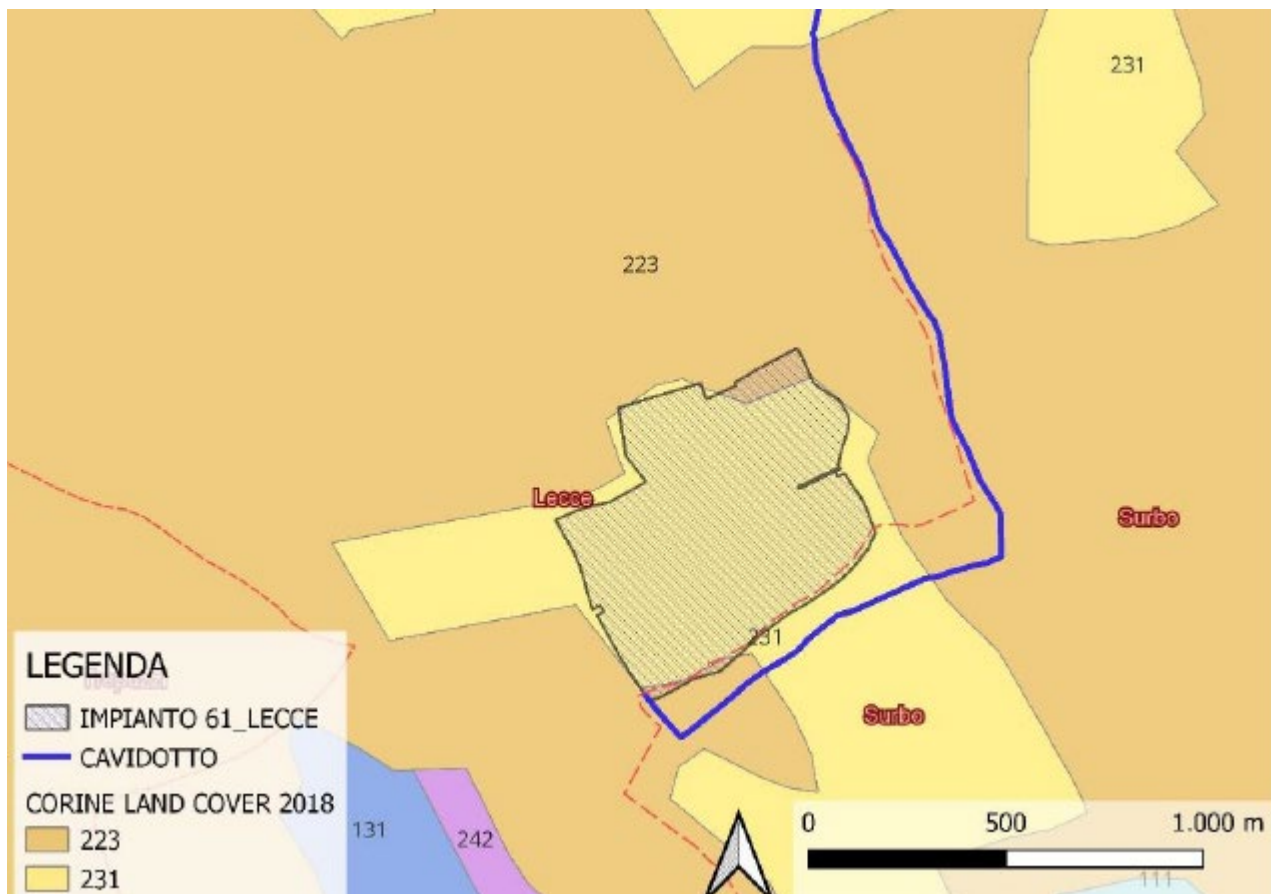 231
223
Lecce
Surbo
231
Surbo
LEGENDA
IMPIANTO 61_LECCE
CAVIDOTTO
CORINE LAND COVER 2018
223
231
131
242
0 500 1.000 m
111